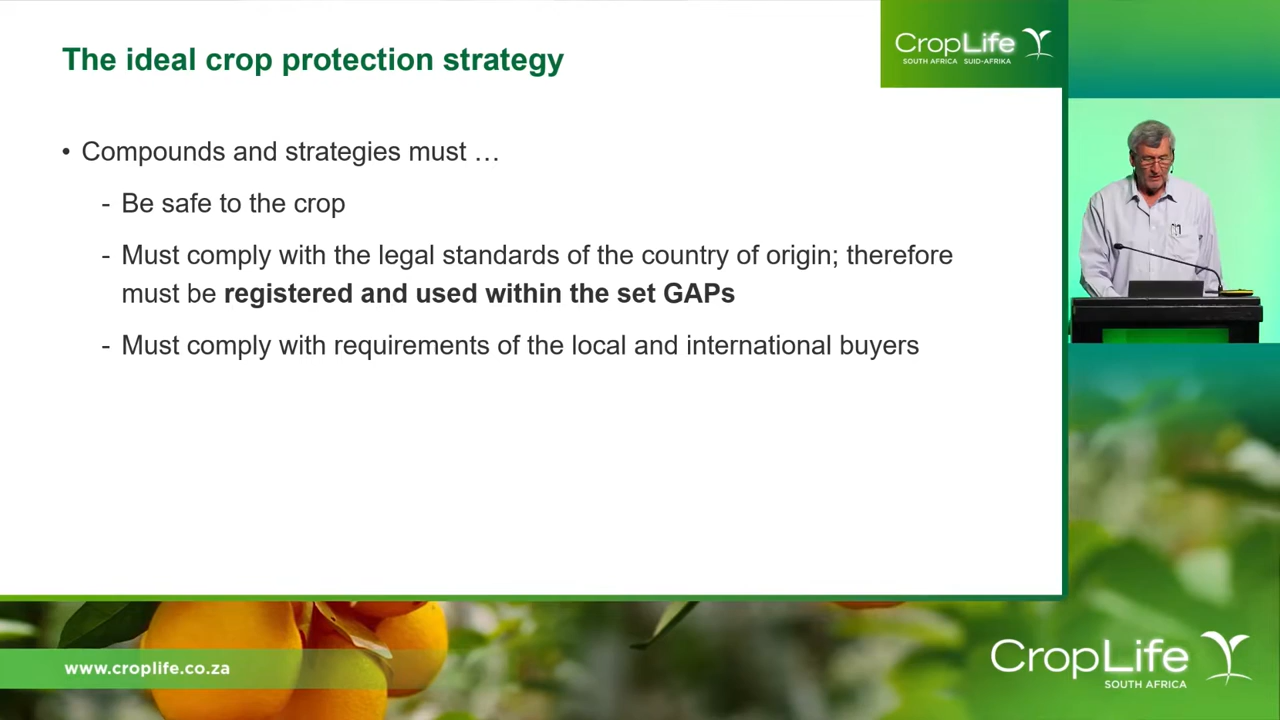 The ideal crop protection strategy
CropLife
SOUTH AFRICA SUID-AFRIKA
• Compounds and strategies must …
- Be safe to the crop
- Must comply with the legal standards of the country of origin; therefore
must be registered and used within the set GAPs
- Must comply with requirements of the local and international buyers
www.croplife.co.za
CropLife
SOUTH AFRICA